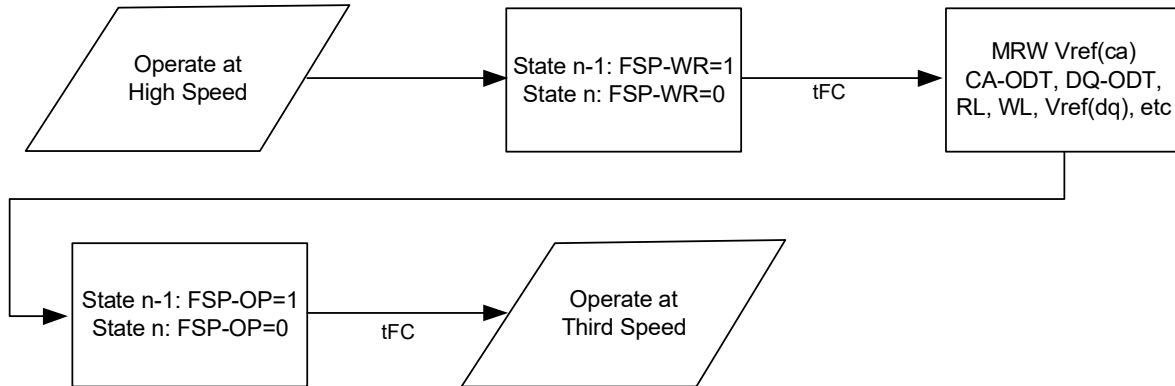 Operate at
High Speed
State n-1: FSP-WR=1
State n: FSP-WR=0
tFC
MRW Vref(ca)
CA-ODT, DQ-ODT,
RL, WL, Vref(dq), etc
State n-1: FSP-OP=1
State n: FSP-OP=0
tFC
Operate at
Third Speed